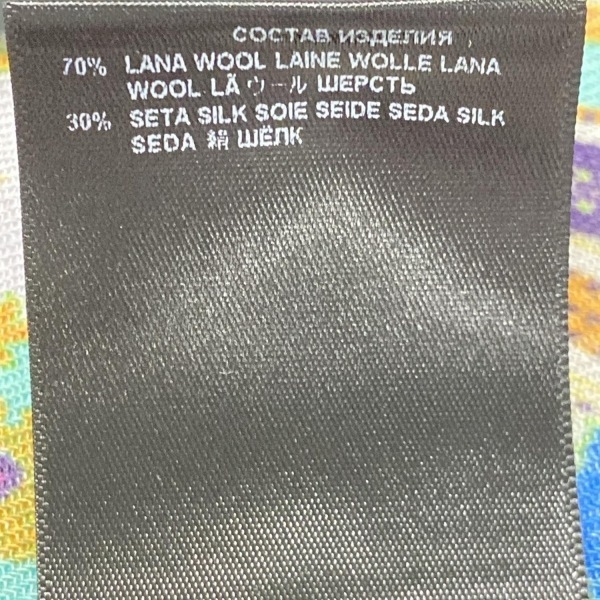 СОСТАВ ИЗДЕЛИЯ
70% LANA WOOL LAINE WOLLE LANA
WOOL LÃ ウール ШЕРСТЬ
30% SETA SILK SOIE SEIDE SEDA SILK
SEDA 絹 ШЁЛК